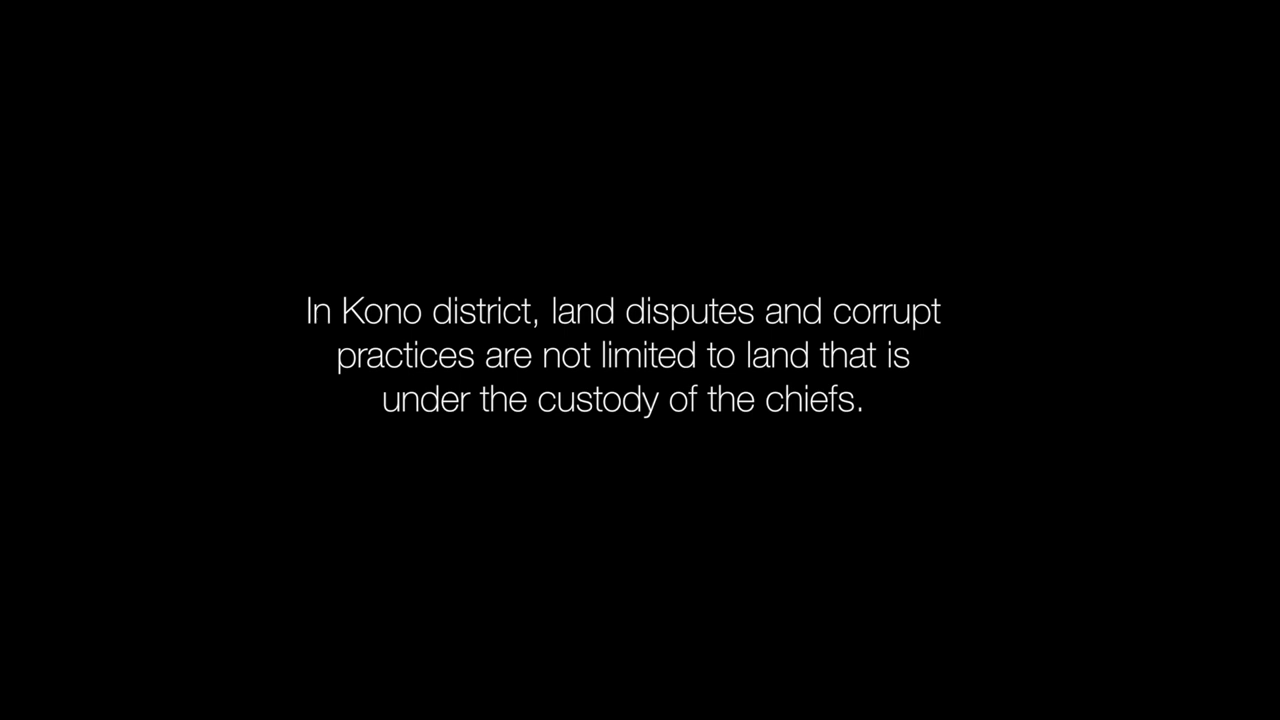 In Kono district, land disputes and corrupt
practices are not limited to land that is
under the custody of the chiefs.